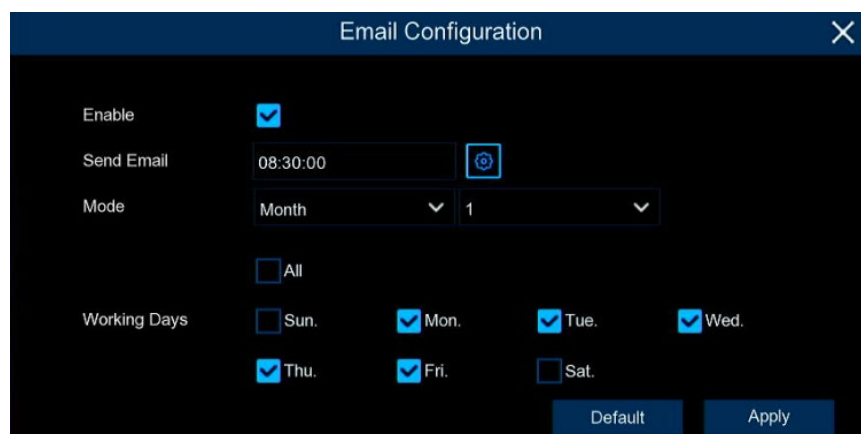 Email Configuration
Enable
Send Email 08:30:00
Mode Month 1
All
Working Days Sun. Mon. Tue. Wed.
Thu. Fri. Sat.
Default Apply